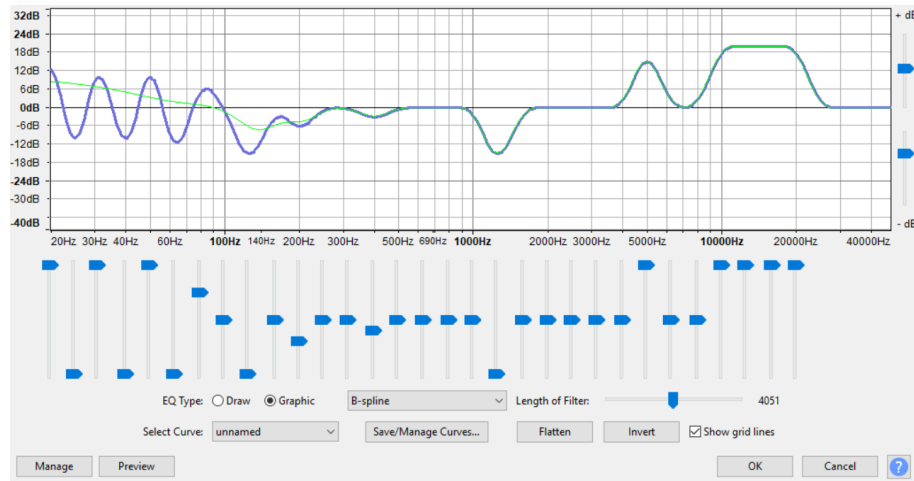 32dB
24dB
18dB
12dB
6dB
0dB
-6dB
-12dB
-18dB
-24dB
-30dB
-40dB
+ dB
- dB
20Hz 30Hz 40Hz 60Hz 100Hz 140Hz 200Hz 300Hz 500Hz 690Hz 1000Hz 2000Hz 3000Hz 5000Hz 10000Hz 20000Hz 40000Hz
EQ Type: Draw Graphic B-spline Length of Filter: 4051
Select Curve: unnamed Save/Manage Curves... Flatten Invert Show grid lines
Manage Preview OK Cancel ?